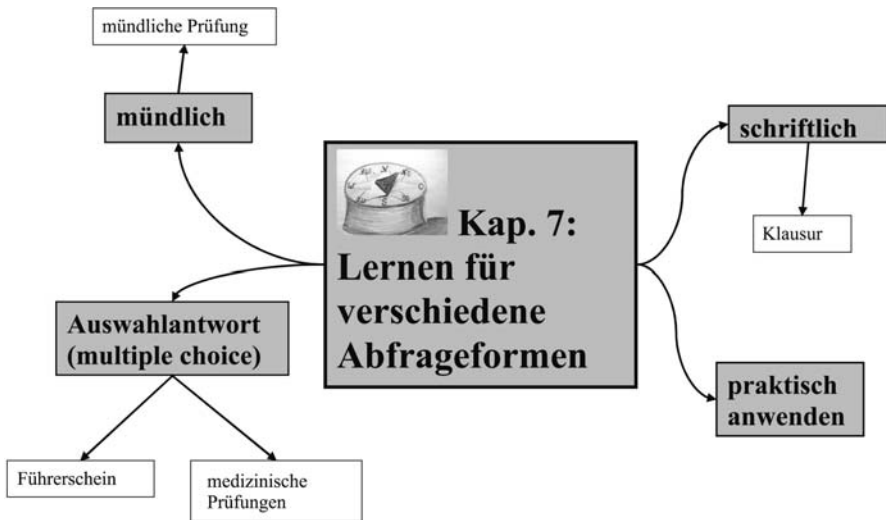 mündliche Prüfung
mündlich
schriftlich
Klausur
Kap. 7:
Lernen für
verschiedene
Abfrageformen
Auswahlantwort
(multiple choice)
praktisch
anwenden
Führerschein
medizinische
Prüfungen